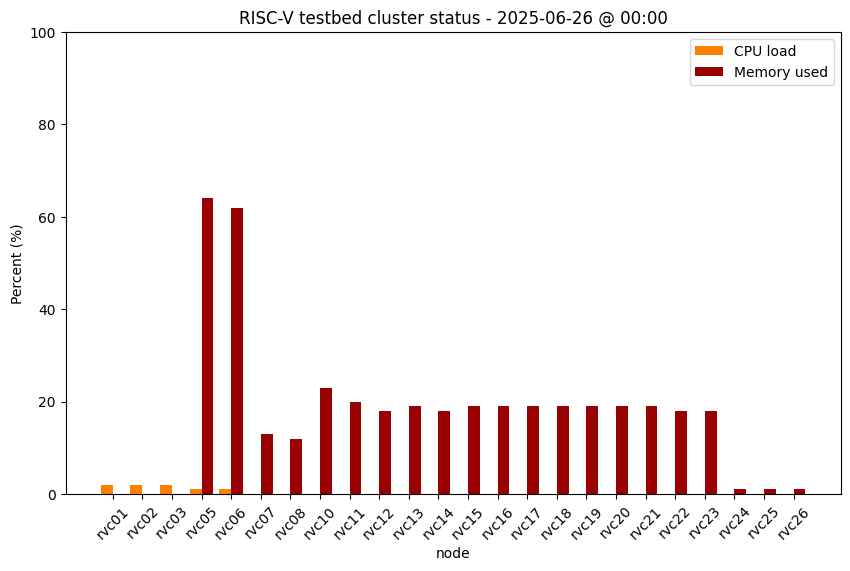 RISC-V testbed cluster status - 2025-06-26 @ 00:00
CPU load
Memory used
Percent (%)
100
80
60
40
20
0
rvc01 rvc02 rvc03 rvc05 rvc06 rvc07 rvc08 rvc10 rvc11 rvc12 rvc13 rvc14 rvc15 rvc16 rvc17 rvc18 rvc19 rvc20 rvc21 rvc22 rvc23 rvc24 rvc25 rvc26
node